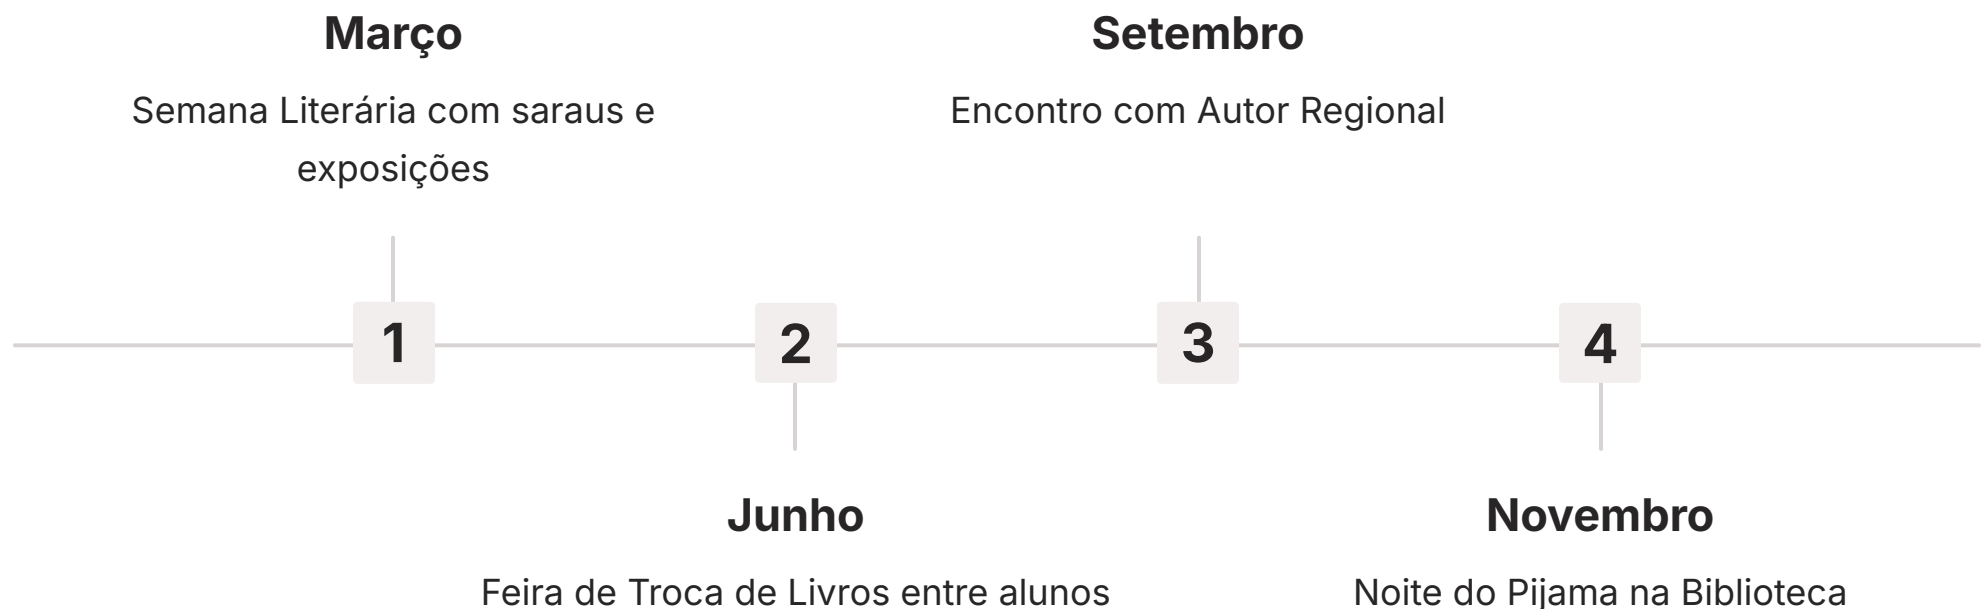 Março
Semana Literária com saraus e
exposições
Setembro
Encontro com Autor Regional
1
2
3
4
Junho
Feira de Troca de Livros entre alunos
Novembro
Noite do Pijama na Biblioteca